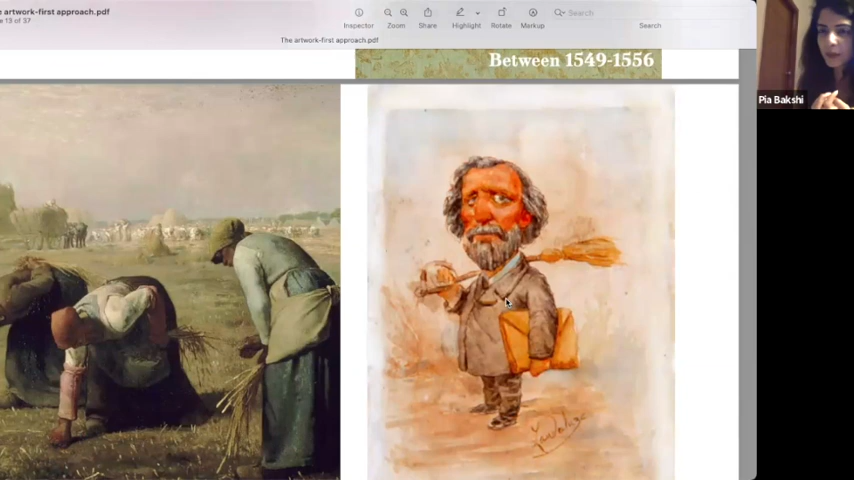 artwork-first approach.pdf
e 13 of 37
Inspector
Zoom
Share
Highlight
Rotate
Markup
Search
Search
The artwork-first approach.pdf
Between 1549-1556
Pia Bakshi